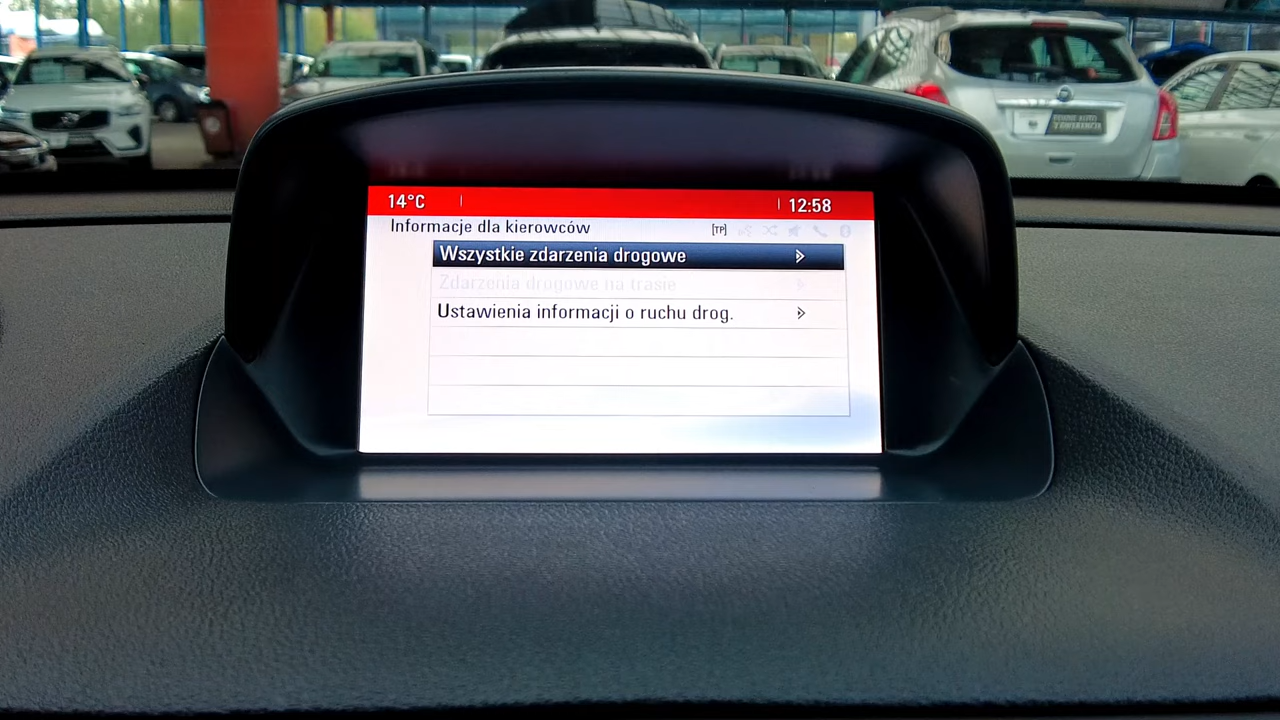 14°C
12:58
Informacje dla kierowców
[TP]
Wszystkie zdarzenia drogowe
Zdarzenia drogowe na trasie
Ustawienia informacji o ruchu drog.